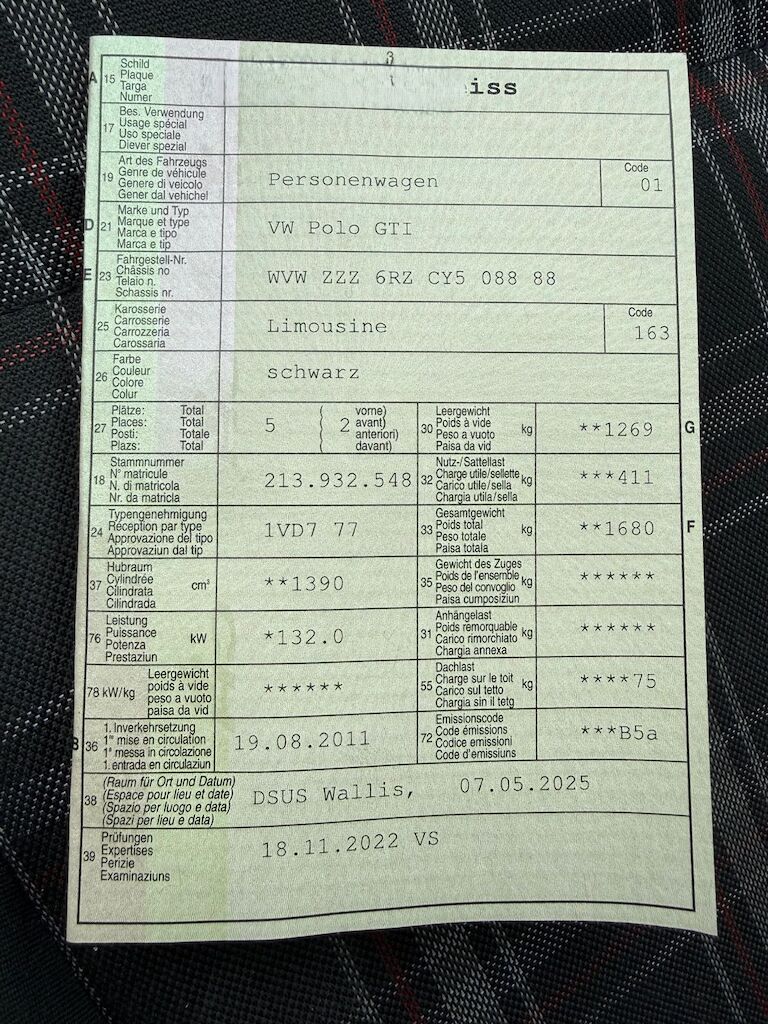 A
15
Schild
Plaque
Targa
Numer
iss
17
Bes. Verwendung
Usage spécial
Uso speciale
Diever spezial
19
Art des Fahrzeugs
Genre de véhicule
Genere di veicolo
Gener dal vehichel
Personenwagen
Code
01
D
21
Marke und Typ
Marque et type
Marca e tipo
Marca e tip
VW Polo GTI
E
23
Fahrgestell-Nr.
Châssis no
Telaio n.
Schassis nr.
WVW ZZZ 6RZ CY5 088 88
25
Karosserie
Carrosserie
Carrozzeria
Carossaria
Limousine
Code
163
26
Farbe
Couleur
Colore
Colur
schwarz
27
Plätze: Total
Places: Total
Posti: Totale
Plazs: Total
5
( vorne)
( 2 avant)
( anteriori)
( davant)
30
Leergewicht
Poids à vide
Peso a vuoto
Paisa da vid
kg
**1269
G
18
Stammnummer
N° matricule
N. di matricola
Nr. da matricla
213.932.548
32
Nutz-/Sattellast
Charge utile/sellette
Carico utile/sella
Chargia utila/sella
kg
***411
24
Typengenehmigung
Réception par type
Approvazione del tipo
Approvaziun dal tip
1VD7 77
33
Gesamtgewicht
Poids total
Peso totale
Paisa totala
kg
**1680
F
37
Hubraum
Cylindrée
Cilindrata
Cilindrada
cm³
**1390
35
Gewicht des Zuges
Poids de l'ensemble
Peso del convoglio
Paisa cumposiziun
kg
******
76
Leistung
Puissance
Potenza
Prestaziun
kW
*132.0
31
Anhängelast
Poids remorquable
Carico rimorchiato
Chargia annexa
kg
******
78 kW/kg
Leergewicht
poids à vide
peso a vuoto
paisa da vid
******
55
Dachlast
Charge sur le toit
Carico sul tetto
Chargia sin il tetg
kg
****75
B
36
1. Inverkehrsetzung
1re mise en circulation
1a messa in circolazione
1. entrada en circulaziun
19.08.2011
72
Emissionscode
Code émissions
Codice emissioni
Code d'emissiuns
***B5a
38
(Raum für Ort und Datum)
(Espace pour lieu et date)
(Spazio per luogo e data)
(Spazi per lieu e data)
DSUS Wallis, 07.05.2025
39
Prüfungen
Expertises
Perizie
Examinaziuns
18.11.2022 VS